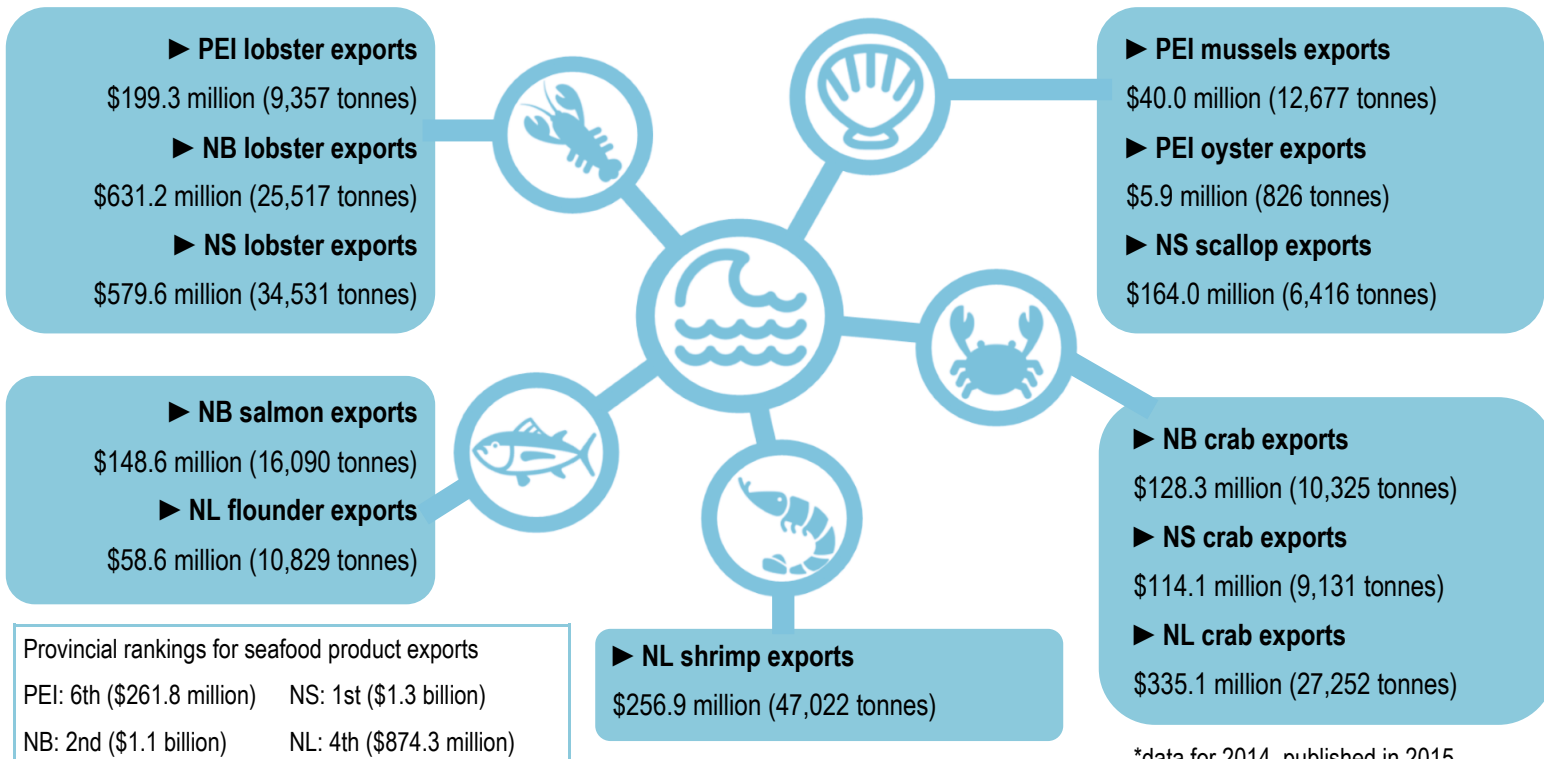 ► PEI lobster exports
$199.3 million (9,357 tonnes)
► NB lobster exports
$631.2 million (25,517 tonnes)
► NS lobster exports
$579.6 million (34,531 tonnes)
► PEI mussels exports
$40.0 million (12,677 tonnes)
► PEI oyster exports
$5.9 million (826 tonnes)
► NS scallop exports
$164.0 million (6,416 tonnes)
► NB salmon exports
$148.6 million (16,090 tonnes)
► NL flounder exports
$58.6 million (10,829 tonnes)
► NB crab exports
$128.3 million (10,325 tonnes)
► NS crab exports
$114.1 million (9,131 tonnes)
► NL crab exports
$335.1 million (27,252 tonnes)
► NL shrimp exports
$256.9 million (47,022 tonnes)
Provincial rankings for seafood product exports
PEI: 6th ($261.8 million) NS: 1st ($1.3 billion)
NB: 2nd ($1.1 billion) NL: 4th ($874.3 million)
*data for 2014, published in 2015